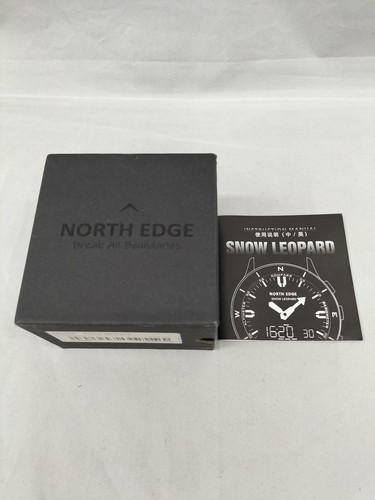 NORTH EDGE
Break All Boundaries
INSTRUCTION MANUAL
使用说明（中／英）
SNOW LEOPARD
N
W
E
NORTH EDGE
SNOW LEOPARD
1620
30